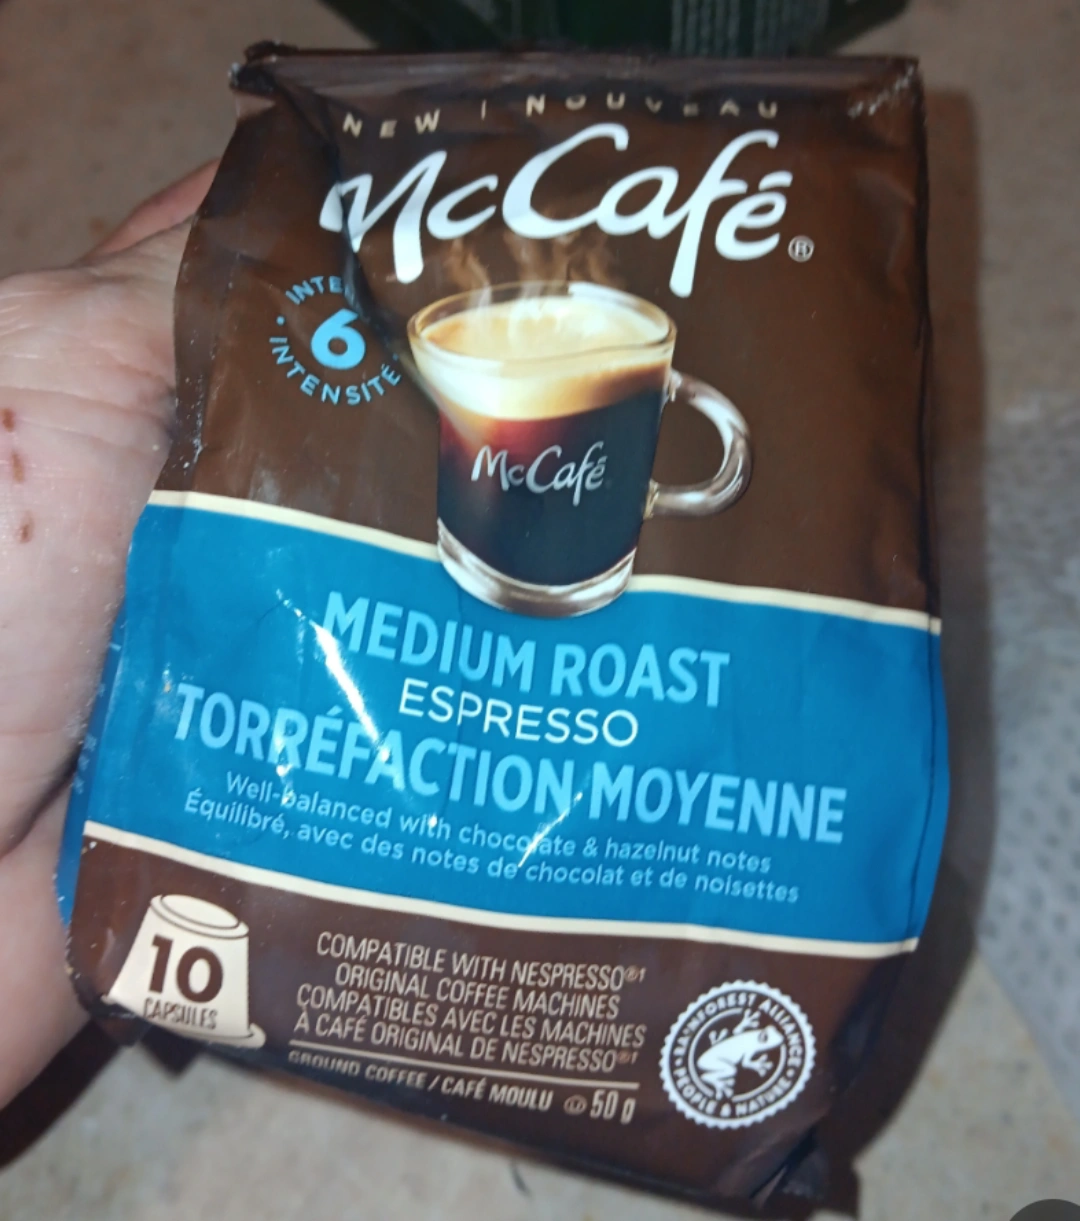 NEW | NOUVEAU
McCafé®
INTE
6
INTENSITÉ
McCafé
MEDIUM ROAST
ESPRESSO
TORRÉFACTION MOYENNE
Well-balanced with chocolate & hazelnut notes
Équilibré, avec des notes de chocolat et de noisettes
10
CAPSULES
COMPATIBLE WITH NESPRESSO®†
ORIGINAL COFFEE MACHINES
COMPATIBLES AVEC LES MACHINES
À CAFÉ ORIGINAL DE NESPRESSO®†
GROUND COFFEE / CAFÉ MOULU 50 g
RAINFOREST ALLIANCE
PEOPLE & NATURE